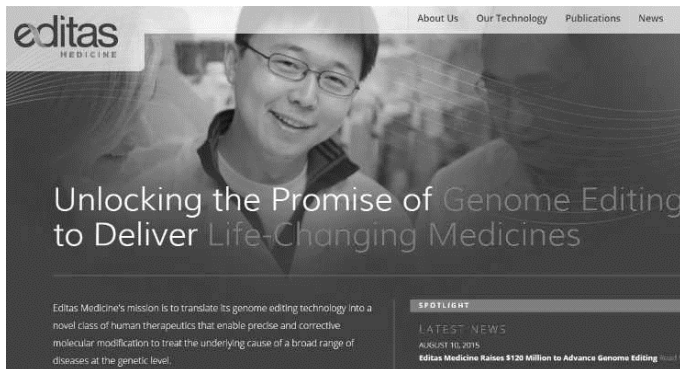 editas
MEDICINE
About Us Our Technology Publications News
Unlocking the Promise of Genome Editing
to Deliver Life-Changing Medicines
Editas Medicine's mission is to translate its genome editing technology into a
novel class of human therapeutics that enable precise and corrective
molecular modification to treat the underlying cause of a broad range of
diseases at the genetic level.
SPOTLIGHT
LATEST NEWS
AUGUST 10, 2015
Editas Medicine Raises $120 Million to Advance Genome Editing Read